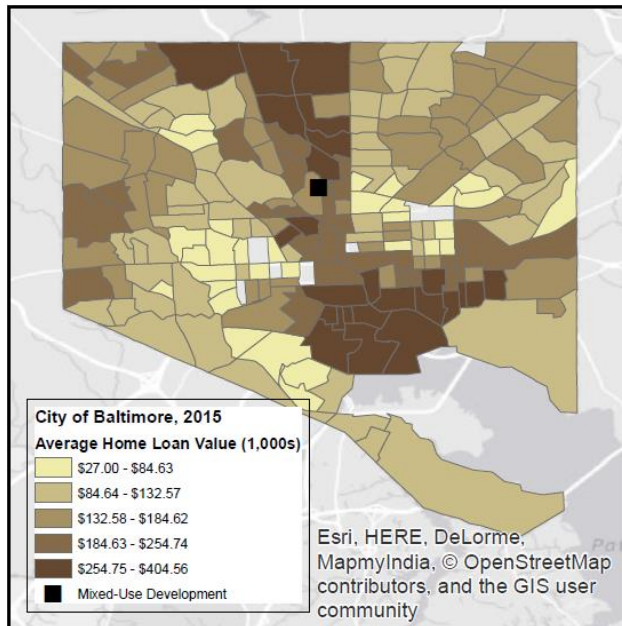 City of Baltimore, 2015
Average Home Loan Value (1,000s)
$27.00 - $84.63
$84.64 - $132.57
$132.58 - $184.62
$184.63 - $254.74
$254.75 - $404.56
Mixed-Use Development
Esri, HERE, DeLorme,
MapmyIndia, © OpenStreetMap
contributors, and the GIS user
community